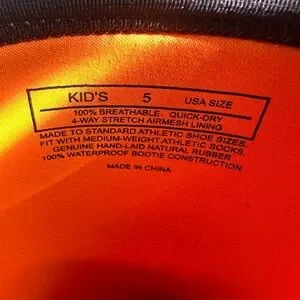 KID'S 5 USA SIZE
100% BREATHABLE. QUICK-DRY
4-WAY STRETCH AIRMESH LINING
MADE TO STANDARD ATHLETIC SHOE SIZES.
FIT WITH MEDIUM-WEIGHT ATHLETIC SOCKS.
GENUINE HAND-LAID NATURAL RUBBER
100% WATERPROOF BOOTIE CONSTRUCTION
MADE IN CHINA